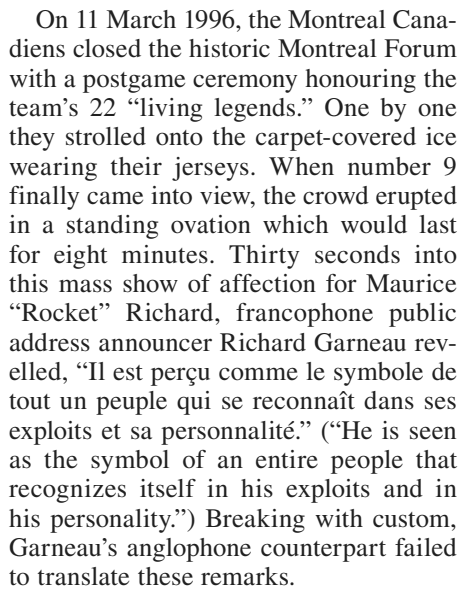 On 11 March 1996, the Montreal Cana-
diens closed the historic Montreal Forum
with a postgame ceremony honouring the
team's 22 “living legends.” One by one
they strolled onto the carpet-covered ice
wearing their jerseys. When number 9
finally came into view, the crowd erupted
in a standing ovation which would last
for eight minutes. Thirty seconds into
this mass show of affection for Maurice
“Rocket” Richard, francophone public
address announcer Richard Garneau rev-
elled, “Il est perçu comme le symbole de
tout un peuple qui se reconnaît dans ses
exploits et sa personnalité.” (“He is seen
as the symbol of an entire people that
recognizes itself in his exploits and in
his personality.”) Breaking with custom,
Garneau's anglophone counterpart failed
to translate these remarks.